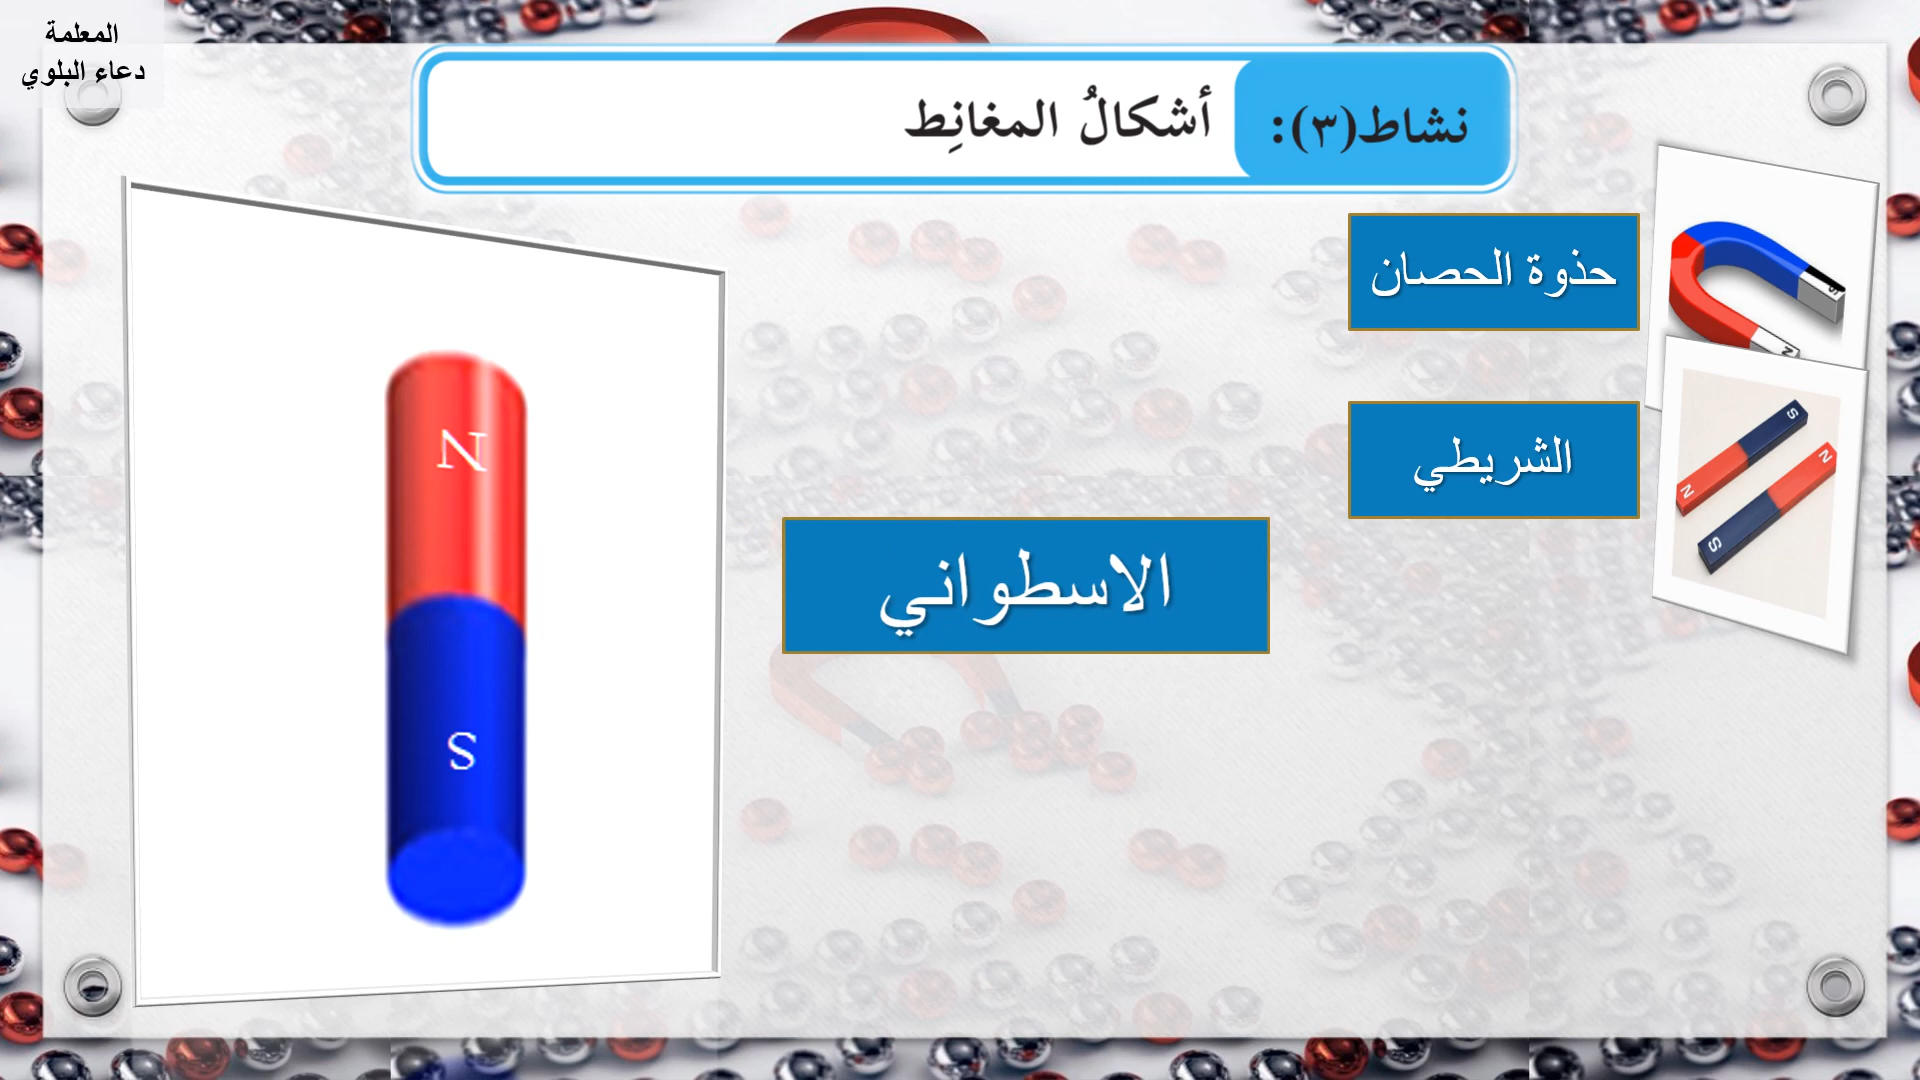 المعلمة
دعاء البلوي
نشاط(٣): أشكالُ المغانِط
حذوة الحصان
S
N
الشريطي
S
N
N
S
الاسطواني
N
S